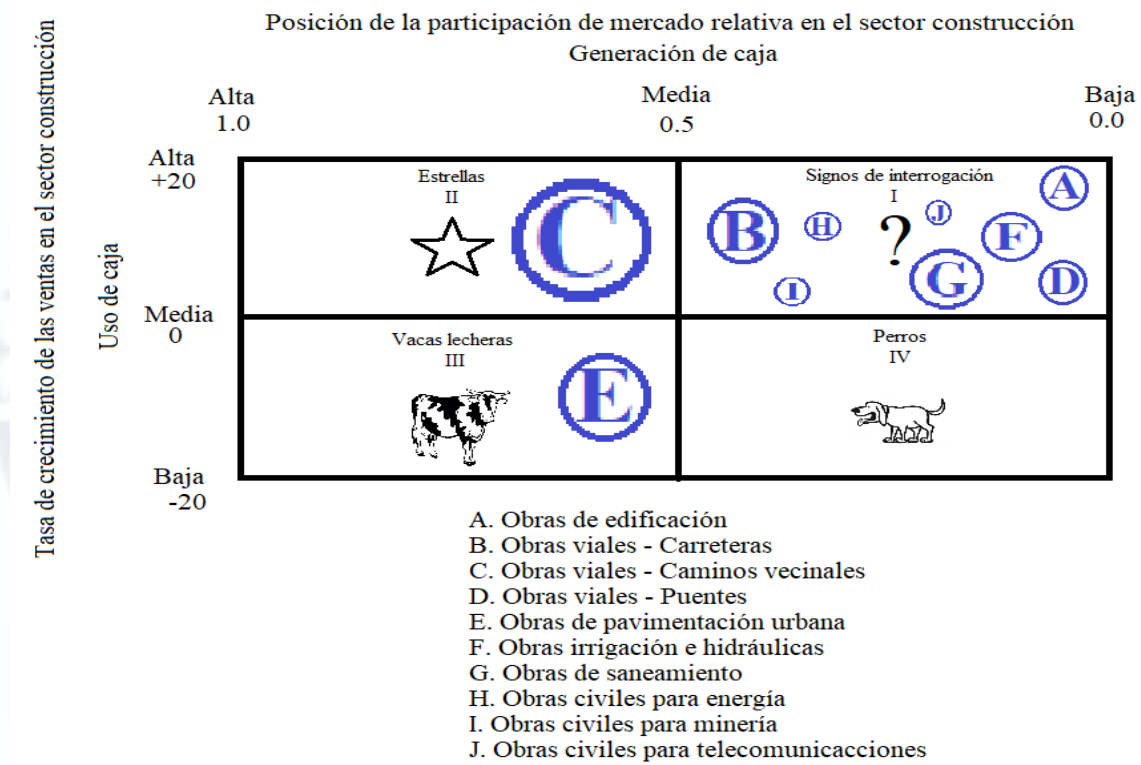 Posición de la participación de mercado relativa en el sector construcción
Generación de caja
Alta
1.0
Media
0.5
Baja
0.0
Tasa de crecimiento de las ventas en el sector construcción
Uso de caja
Alta
+20
Media
0
Baja
-20
Estrellas
II
C
Signos de interrogación
I
?
A
B
H
J
F
G
I
D
Vacas lecheras
III
E
Perros
IV
A. Obras de edificación
B. Obras viales - Carreteras
C. Obras viales - Caminos vecinales
D. Obras viales - Puentes
E. Obras de pavimentación urbana
F. Obras irrigación e hidráulicas
G. Obras de saneamiento
H. Obras civiles para energía
I. Obras civiles para minería
J. Obras civiles para telecomunicacciones